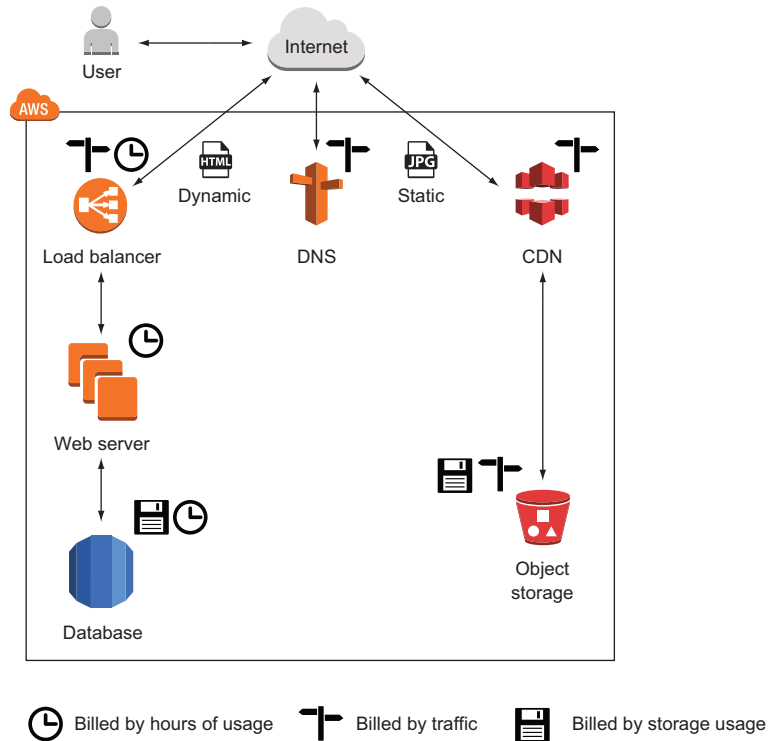 Internet
User
AWS
HTML
JPG
Dynamic
Static
Load balancer
DNS
CDN
Web server
Object
storage
Database
Billed by hours of usage
Billed by traffic
Billed by storage usage